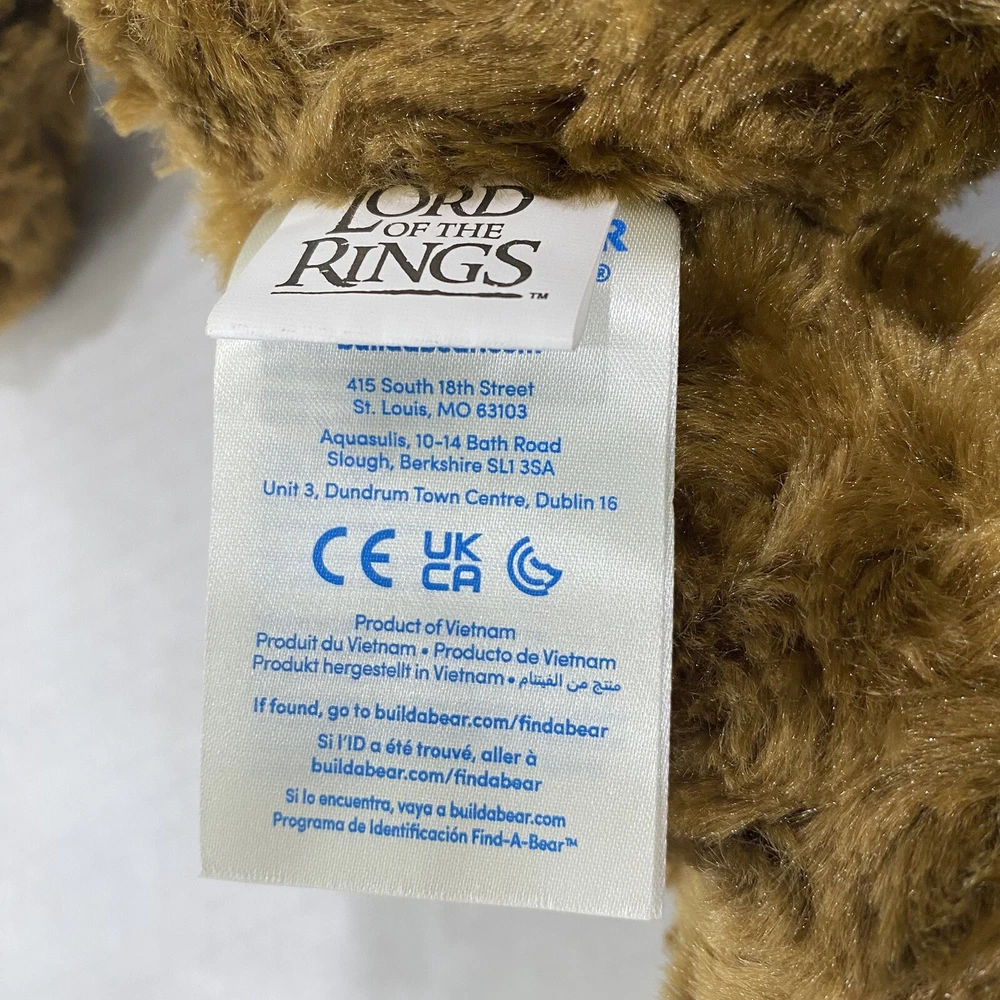 LORD
OF THE
RINGS™
R
®
buildabear.com
415 South 18th Street
St. Louis, MO 63103
Aquasulis, 10-14 Bath Road
Slough, Berkshire SL1 3SA
Unit 3, Dundrum Town Centre, Dublin 16
CE UK
CA
Product of Vietnam
Produit du Vietnam • Producto de Vietnam
Produkt hergestellt in Vietnam • منتج من الفيتنام
If found, go to buildabear.com/findabear
Si l'ID a été trouvé, aller à
buildabear.com/findabear
Si lo encuentra, vaya a buildabear.com
Programa de Identificación Find-A-Bear™